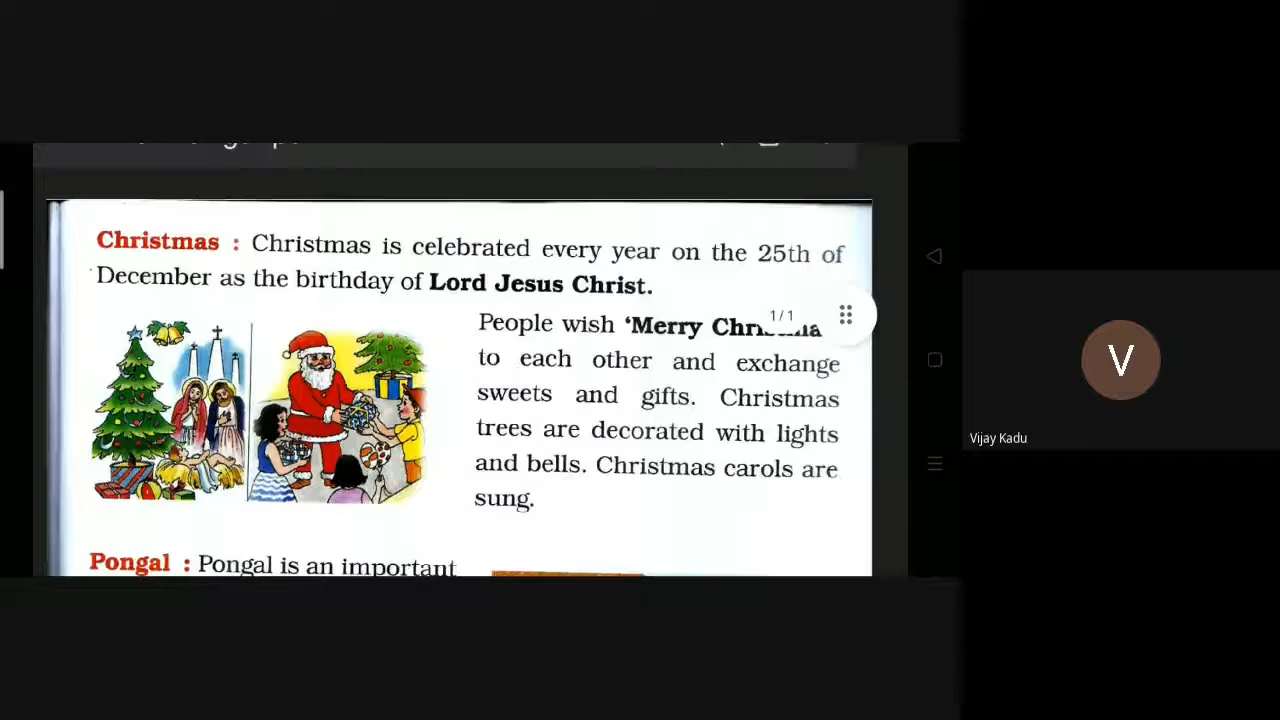 Christmas : Christmas is celebrated every year on the 25th of
December as the birthday of Lord Jesus Christ.
People wish ‘Merry
1/1
to each other and exchange
sweets and gifts. Christmas
trees are decorated with lights
and bells. Christmas carols are
sung.
Pongal : Pongal is an important
V
Vijay Kadu